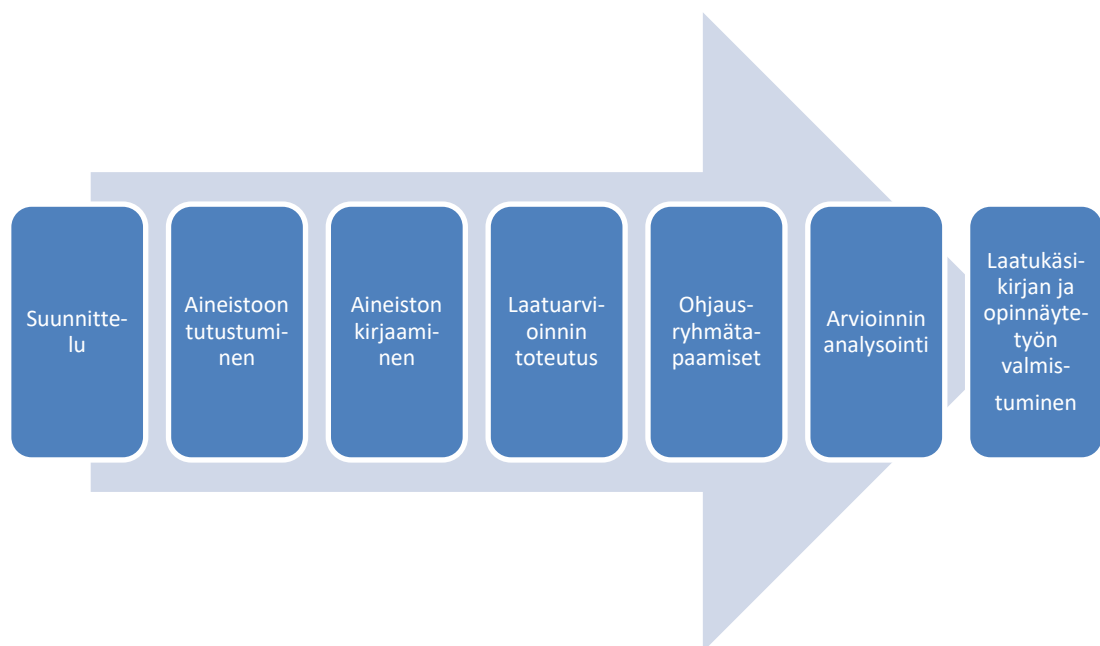 Suunnitte-
lu
Aineistoon
tutustumi-
nen
Aineiston
kirjaami-
nen
Laatuarvi-
oinnin
toteutus
Ohjaus-
ryhmäta-
paamiset
Arvioinnin
analysointi
Laatukäsi-
kirjan ja
opinnäyte-
työn
valmis-
tuminen